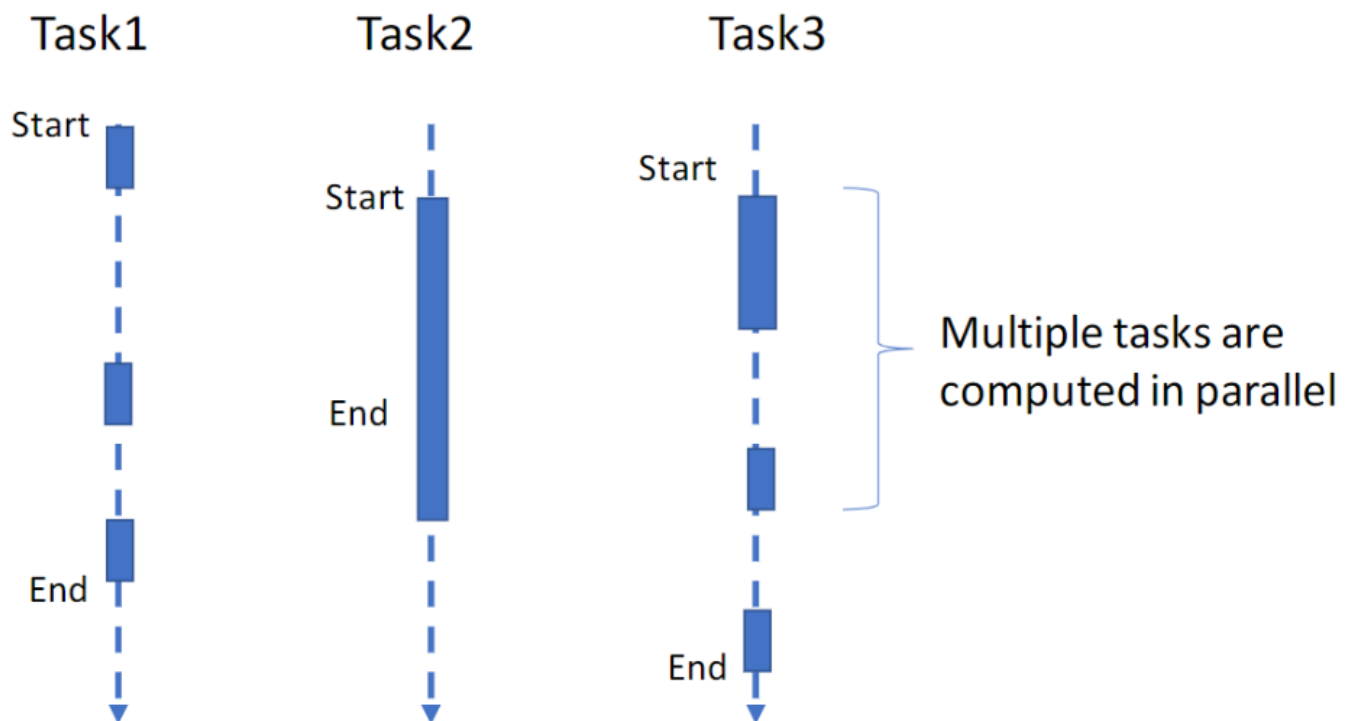 Task1
Task2
Task3
Start
Start
Start
End
Multiple tasks are
computed in parallel
End
End